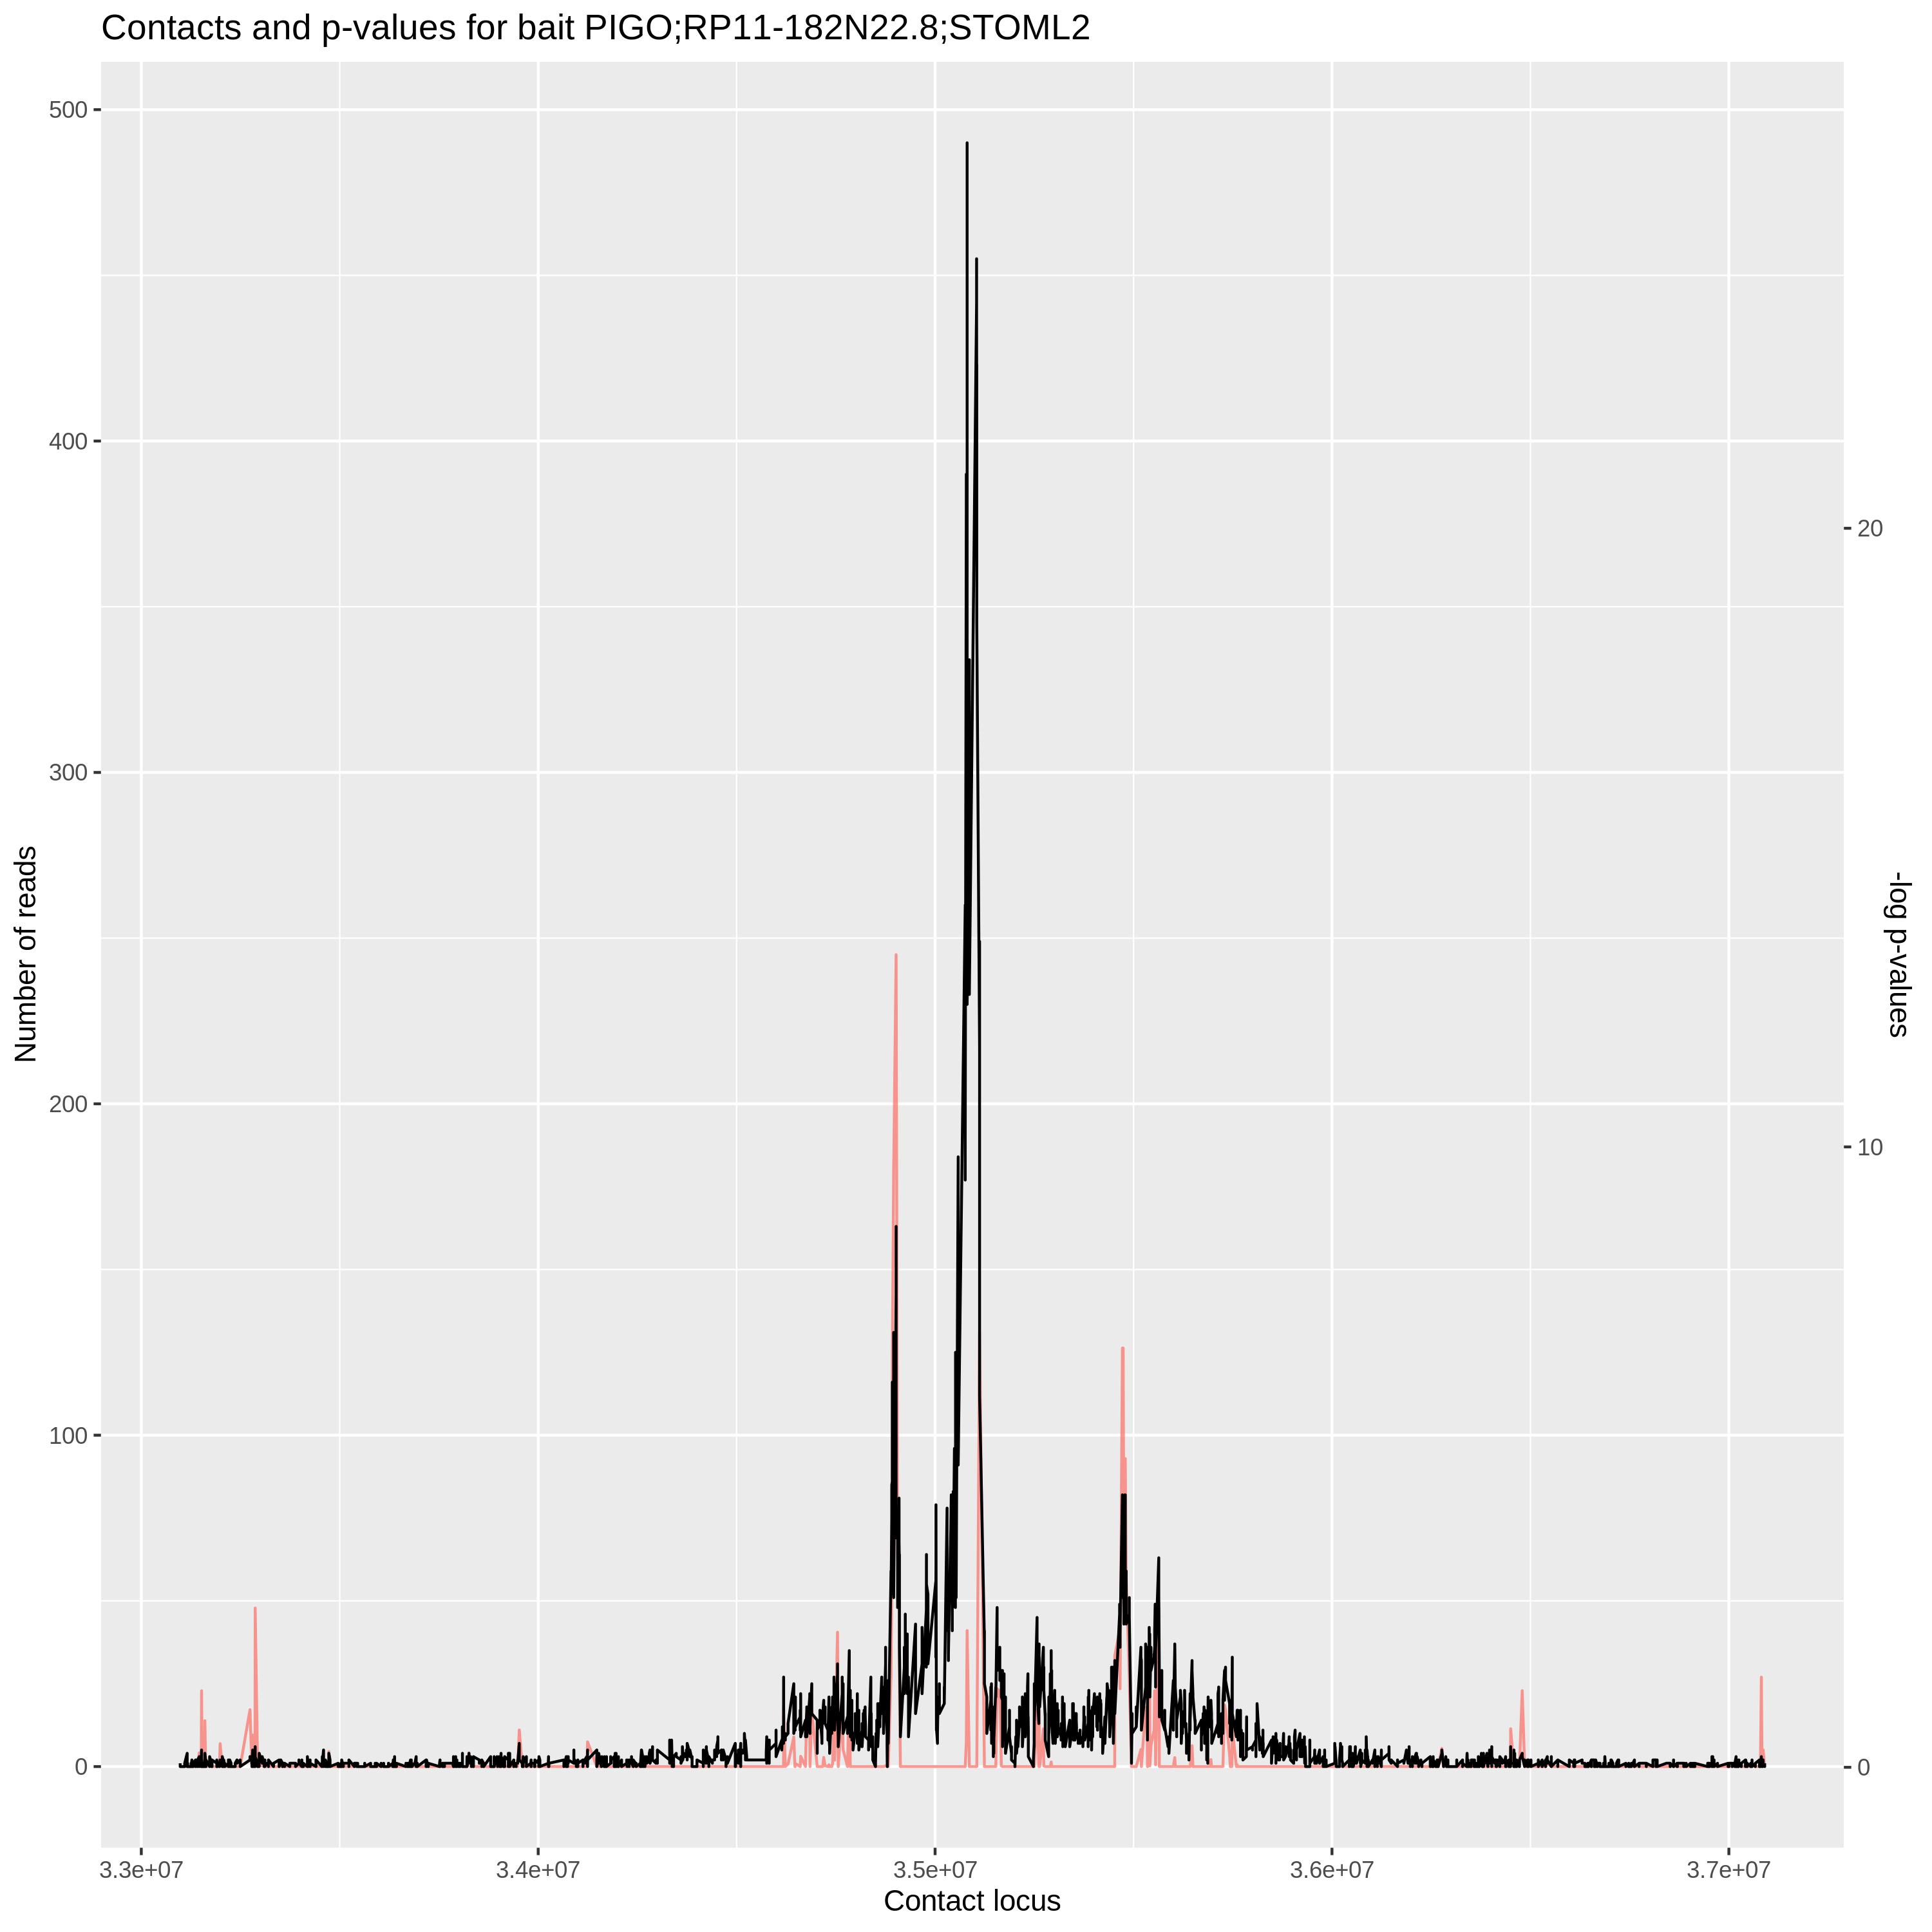 Contacts and p-values for bait PIGO;RP11-182N22.8;STOML2
500
400
300
200
100
0
Number of reads
20
10
0
-log p-values
3.3e+07 3.4e+07 3.5e+07 3.6e+07 3.7e+07
Contact locus